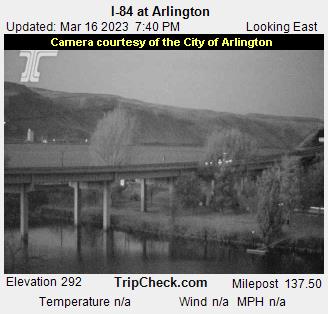 I-84 at Arlington
Updated: Mar 16 2023 7:40 PM Looking East
Camera courtesy of the City of Arlington
Elevation 292 TripCheck.com Milepost 137.50
Temperature n/a Wind n/a MPH n/a